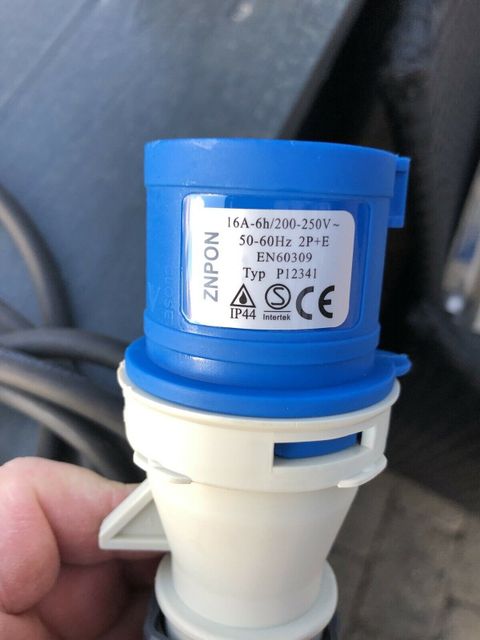 ZNPON
16A-6h/200-250V~
50-60Hz 2P+E
EN60309
Typ P12341
IP44
S
Intertek
CE